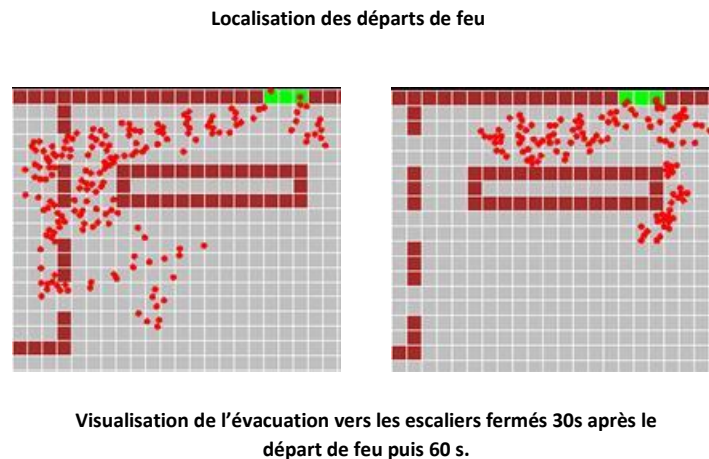 Localisation des départs de feu
Visualisation de l'évacuation vers les escaliers fermés 30s après le
départ de feu puis 60 s.